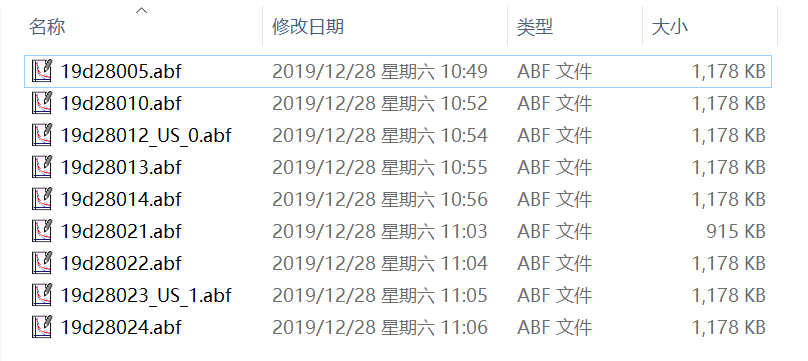 名称 修改日期 类型 大小
19d28005.abf 2019/12/28 星期六 10:49 ABF 文件 1,178 KB
19d28010.abf 2019/12/28 星期六 10:52 ABF 文件 1,178 KB
19d28012_US_0.abf 2019/12/28 星期六 10:54 ABF 文件 1,178 KB
19d28013.abf 2019/12/28 星期六 10:55 ABF 文件 1,178 KB
19d28014.abf 2019/12/28 星期六 10:56 ABF 文件 1,178 KB
19d28021.abf 2019/12/28 星期六 11:03 ABF 文件 915 KB
19d28022.abf 2019/12/28 星期六 11:04 ABF 文件 1,178 KB
19d28023_US_1.abf 2019/12/28 星期六 11:05 ABF 文件 1,178 KB
19d28024.abf 2019/12/28 星期六 11:06 ABF 文件 1,178 KB